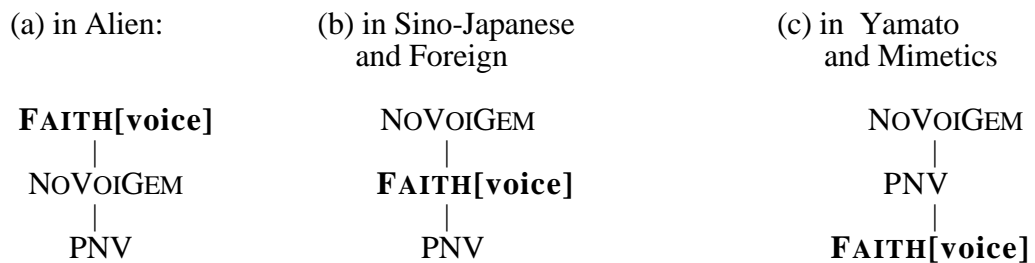 (a) in Alien: (b) in Sino-Japanese (c) in Yamato
and Foreign and Mimetics
FAITH[voice] NOVOIGEM NOVOIGEM
| | |
NOVOIGEM FAITH[voice] PNV
| | |
PNV PNV FAITH[voice]